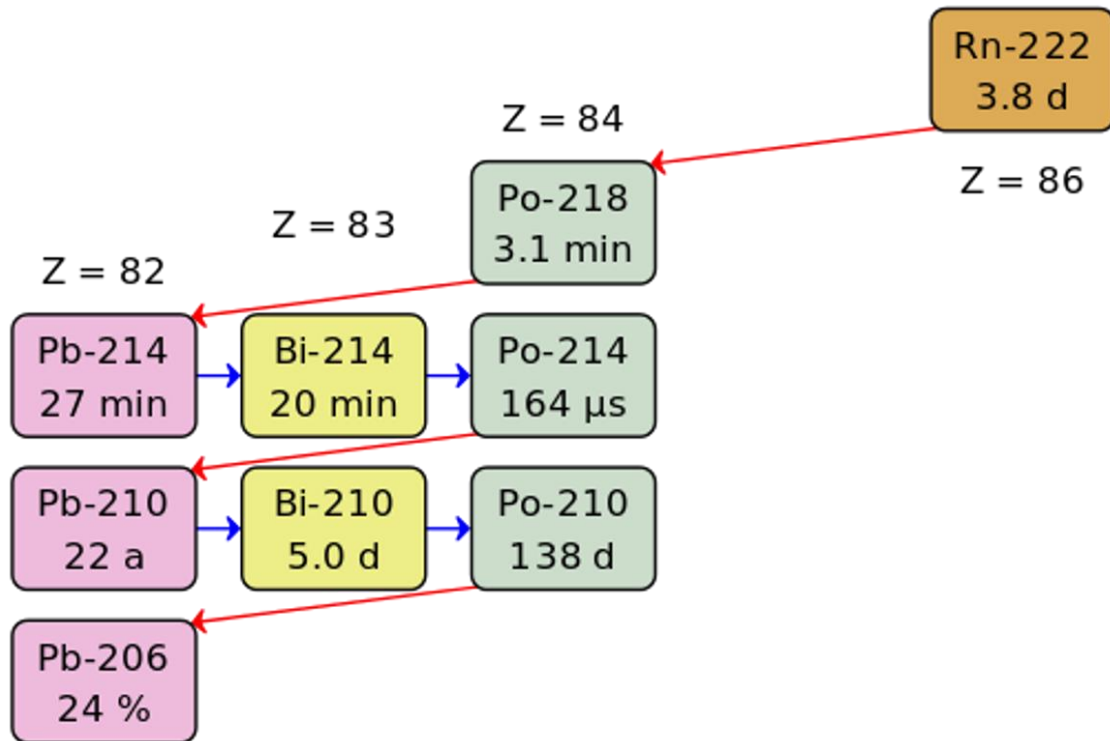 Rn-222
3.8 d
Z = 84
Z = 86
Po-218
3.1 min
Z = 83
Z = 82
Pb-214
27 min
Bi-214
20 min
Po-214
164 µs
Pb-210
22 a
Bi-210
5.0 d
Po-210
138 d
Pb-206
24 %